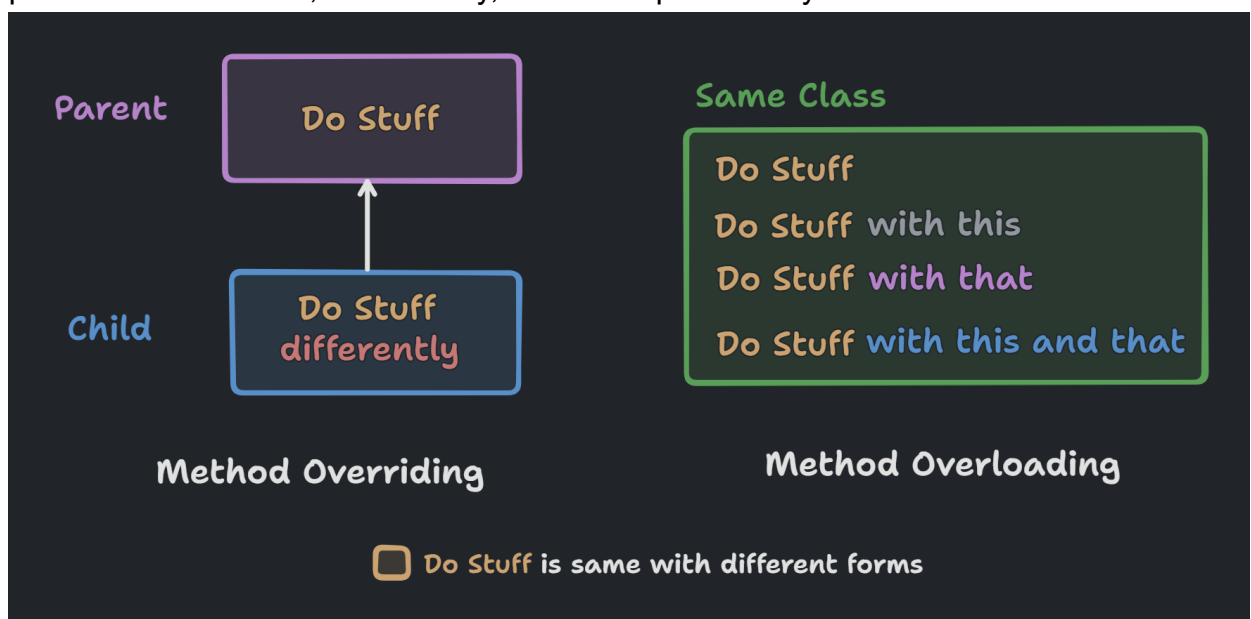 Parent
Do Stuff
Child
Do Stuff
differently
Method Overriding
Same Class
Do Stuff
Do Stuff with this
Do Stuff with that
Do Stuff with this and that
Method Overloading
Do Stuff is same with different forms